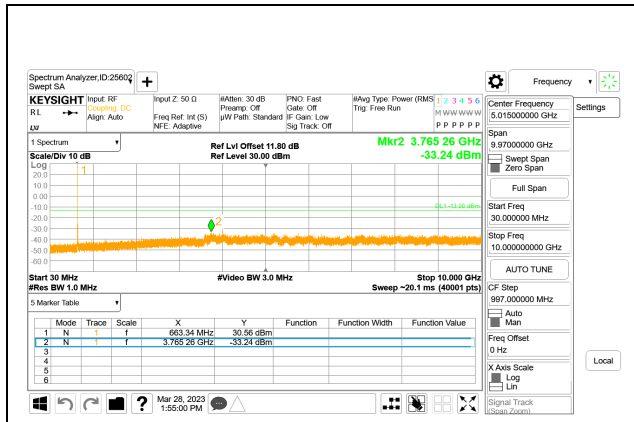 Spectrum Analyzer,ID:25602
Swept SA
Frequency
Settings
KEYSIGHT
RL
LXI
Input: RF
Coupling: DC
Align: Auto
Input Z: 50 Ω
Freq Ref: Int (S)
NFE: Adaptive
#Atten: 30 dB
Preamp: Off
µW Path: Standard
PNO: Fast
Gate: Off
IF Gain: Low
Sig Track: Off
#Avg Type: Power (RMS
Trig: Free Run
1 2 3 4 5 6
M W W W W W
P P P P P P
1 Spectrum
Scale/Div 10 dB
Ref Lvl Offset 11.80 dB
Ref Level 30.00 dBm
Mkr2 3.765 26 GHz
-33.24 dBm
Log
20.0
10.0
0.00
-10.0
-20.0
-30.0
-40.0
-50.0
-60.0
1
2
DL1 -13.00 dBm
Start 30 MHz
#Res BW 1.0 MHz
#Video BW 3.0 MHz
Stop 10.000 GHz
Sweep ~20.1 ms (40001 pts)
5 Marker Table
Mode Trace Scale X Y Function Function Width Function Value
1 N 1 f 663.34 MHz 30.56 dBm
2 N 1 f 3.765 26 GHz -33.24 dBm
3
4
5
6
Center Frequency
5.015000000 GHz
Span
9.97000000 GHz
Swept Span
Zero Span
Full Span
Start Freq
30.000000 MHz
Stop Freq
10.000000000 GHz
AUTO TUNE
CF Step
997.000000 MHz
Auto
Man
Freq Offset
0 Hz
X Axis Scale
Log
Lin
Signal Track
(Span Zoom)
Local
Mar 28, 2023
1:55:00 PM